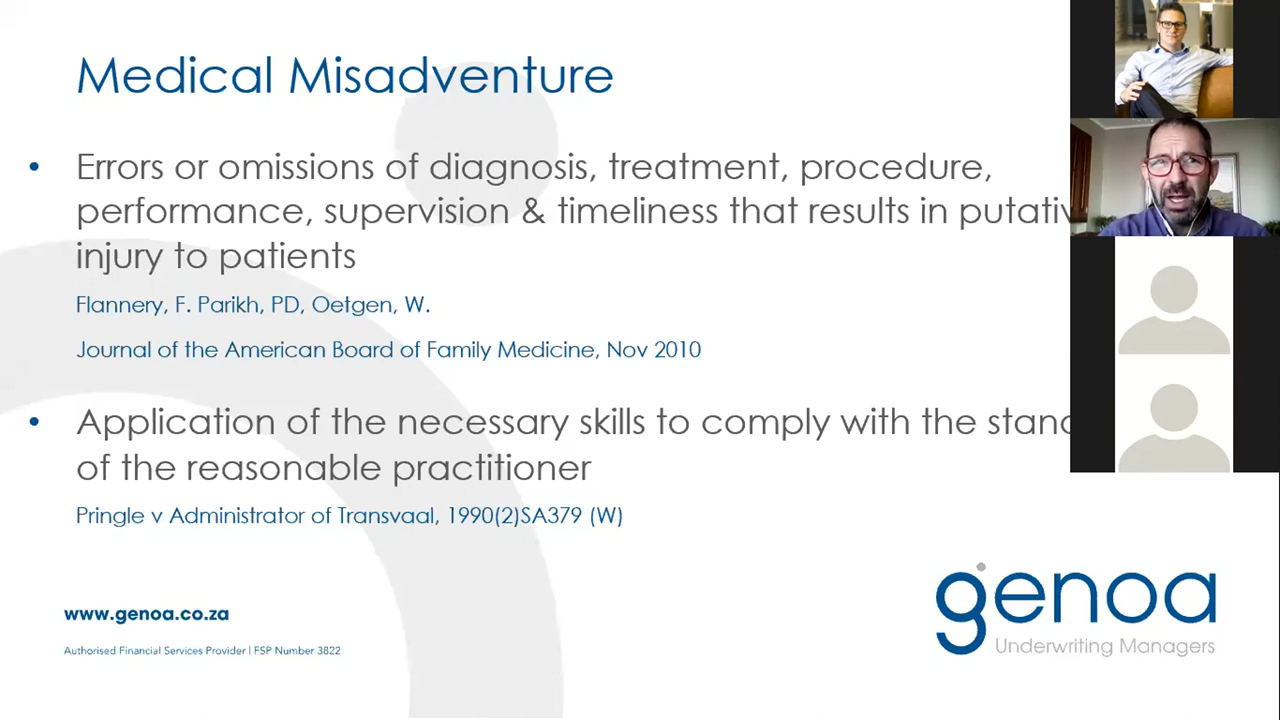 Medical Misadventure
• Errors or omissions of diagnosis, treatment, procedure,
performance, supervision & timeliness that results in
injury to patients
Flannery, F. Parikh, PD, Oetgen, W.
Journal of the American Board of Family Medicine, Nov 2010
• Application of the necessary skills to comply with the
of the reasonable practitioner
Pringle v Administrator of Transvaal, 1990(2)SA379 (W)
www.genoa.co.za
Authorised Financial Services Provider | FSP Number 3822
genoa
Underwriting Managers